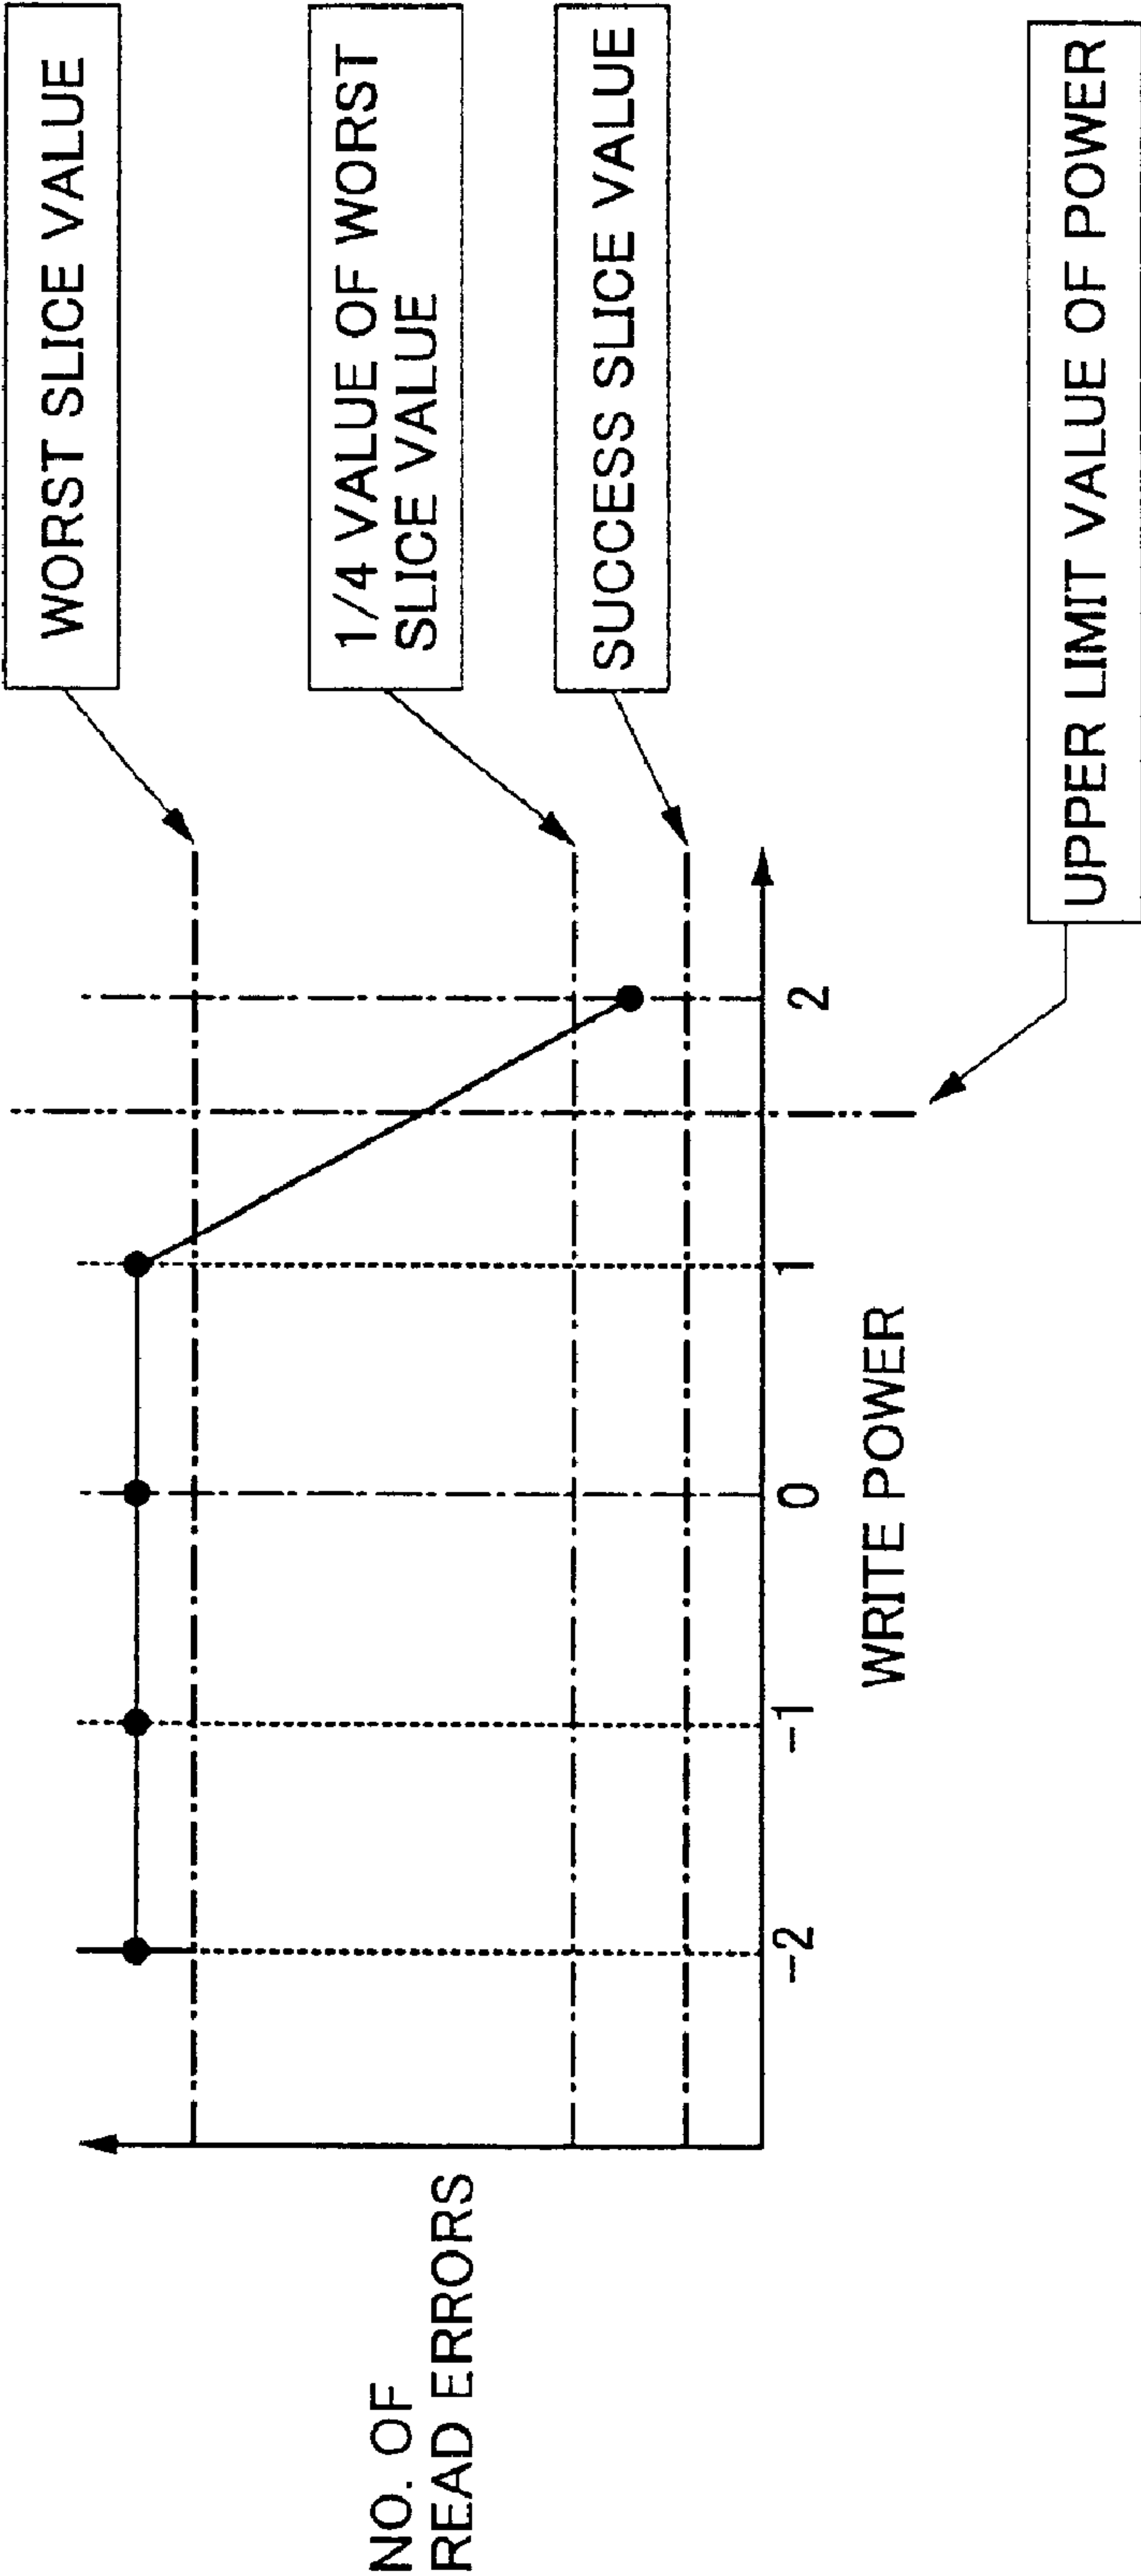 WORST SLICE VALUE
1/4 VALUE OF WORST
SLICE VALUE
SUCCESS SLICE VALUE
UPPER LIMIT VALUE OF POWER
NO. OF
READ ERRORS
-2
-1
0
1
2
WRITE POWER